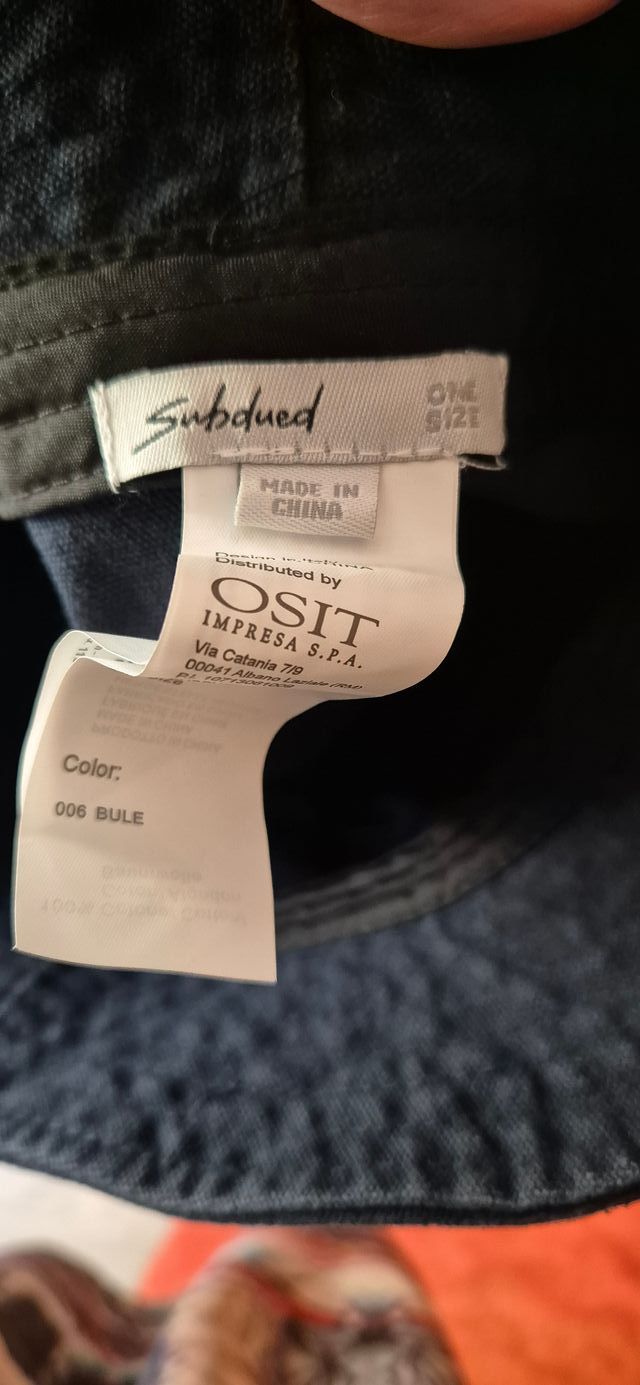 Subdued
ONE
SIZE
MADE IN
CHINA
Distributed by
OSIT
IMPRESA S.P.A.
Via Catania 7/9
00041 Albano Laziale (RM)
Color:
006 BULE